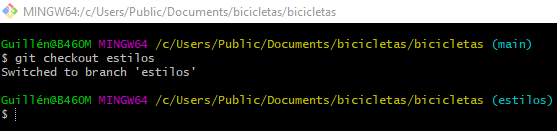 MINGW64:/c/Users/Public/Documents/bicicletas/bicicletas
Guillén@B460M MINGW64 /c/Users/Public/Documents/bicicletas/bicicletas (main)
$ git checkout estilos
Switched to branch 'estilos'
Guillén@B460M MINGW64 /c/Users/Public/Documents/bicicletas/bicicletas (estilos)
$